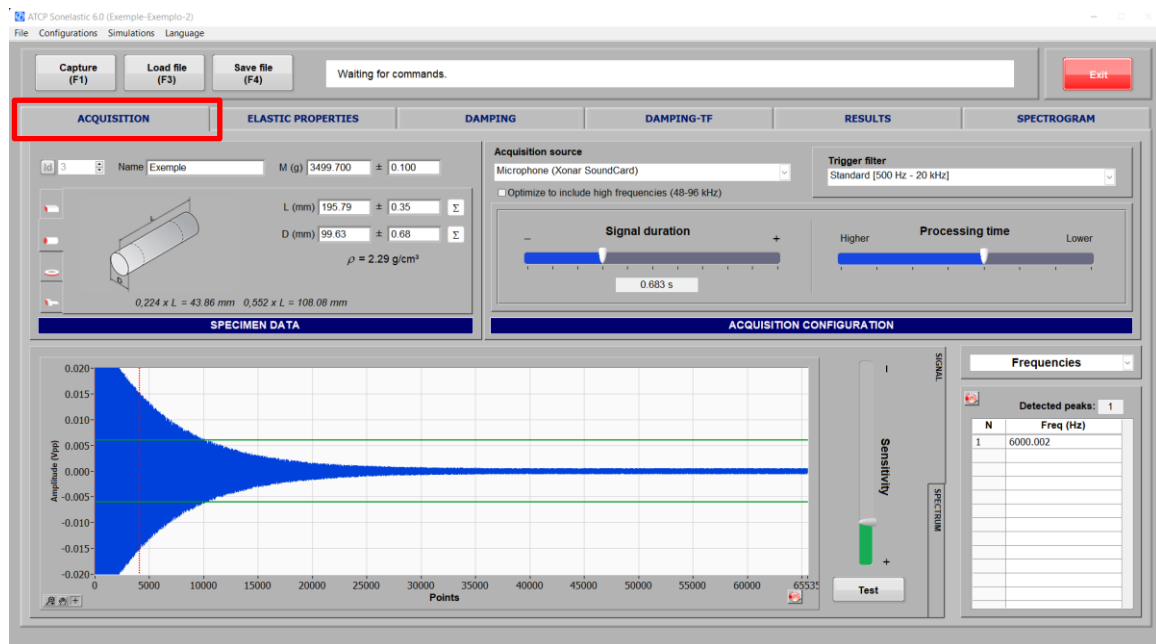 ATCP Sonelastic 6.0 (Exemple-Exemplo-2)
File Configurations Simulations Language
Capture (F1)
Load file (F3)
Save file (F4)
Waiting for commands.
Exit
ACQUISITION
ELASTIC PROPERTIES
DAMPING
DAMPING-TF
RESULTS
SPECTROGRAM
Id 3 Name Exemple M (g) 3499.700 ± 0.100
L (mm) 195.79 ± 0.35 Σ
D (mm) 99.63 ± 0.68 Σ
ρ = 2.29 g/cm³
L
D
0,224 x L = 43.86 mm 0,552 x L = 108.08 mm
SPECIMEN DATA
Acquisition source
Microphone (Xonar SoundCard)
Optimize to include high frequencies (48-96 kHz)
Trigger filter
Standard [500 Hz - 20 kHz]
– Signal duration +
0.683 s
Higher Processing time Lower
ACQUISITION CONFIGURATION
Amplitude (Vpp)
0.020
0.015
0.010
0.005
0.000
-0.005
-0.010
-0.015
-0.020
0 5000 10000 15000 20000 25000 30000 35000 40000 45000 50000 55000 60000 65535
Points
–
Sensitivity
+
Test
SIGNAL
SPECTRUM
Frequencies
Detected peaks: 1
N Freq (Hz)
1 6000.002